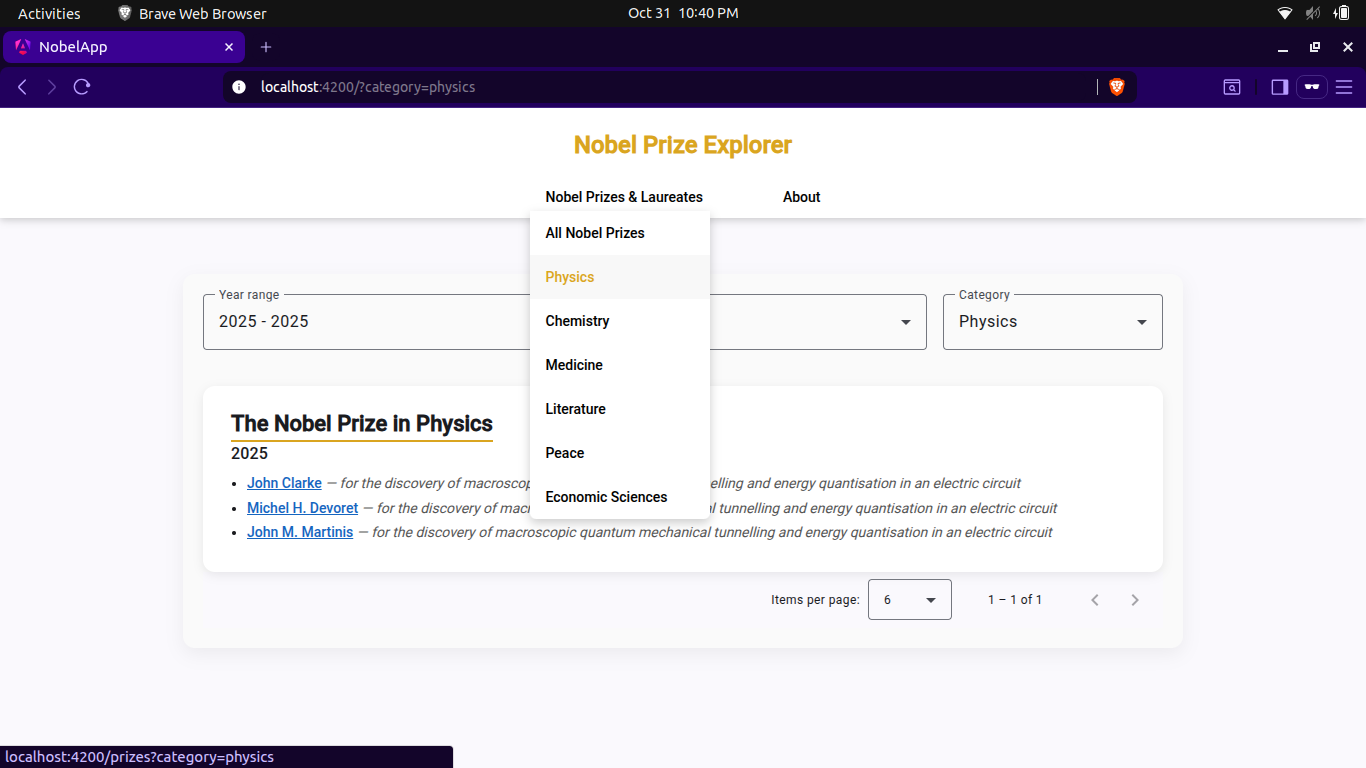 Activities
Brave Web Browser
Oct 31 10:40 PM
NobelApp
localhost:4200/?category=physics
Nobel Prize Explorer
Nobel Prizes & Laureates
About
All Nobel Prizes
Physics
Chemistry
Medicine
Literature
Peace
Economic Sciences
Year range
2025 - 2025
Category
Physics
The Nobel Prize in Physics
2025
John Clarke — for the discovery of macroscop elling and energy quantisation in an electric circuit
Michel H. Devoret — for the discovery of mac l tunnelling and energy quantisation in an electric circuit
John M. Martinis — for the discovery of macroscopic quantum mechanical tunnelling and energy quantisation in an electric circuit
Items per page:
6
1 – 1 of 1
localhost:4200/prizes?category=physics